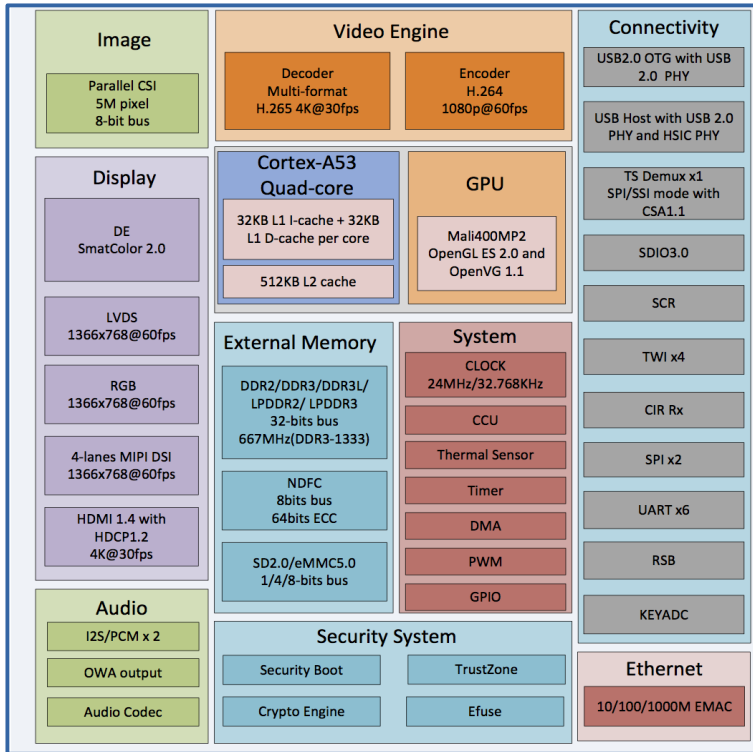 Image
Parallel CSI
5M pixel
8-bit bus
Video Engine
Decoder
Multi-format
H.265 4K@30fps
Encoder
H.264
1080p@60fps
Connectivity
USB2.0 OTG with USB
2.0 PHY
USB Host with USB 2.0
PHY and HSIC PHY
TS Demux x1
SPI/SSI mode with
CSA1.1
SDIO3.0
SCR
TWI x4
CIR Rx
SPI x2
UART x6
RSB
KEYADC
Display
DE
SmatColor 2.0
LVDS
1366x768@60fps
RGB
1366x768@60fps
4-lanes MIPI DSI
1366x768@60fps
HDMI 1.4 with
HDCP1.2
4K@30fps
Cortex-A53
Quad-core
32KB L1 I-cache + 32KB
L1 D-cache per core
512KB L2 cache
GPU
Mali400MP2
OpenGL ES 2.0 and
OpenVG 1.1
External Memory
DDR2/DDR3/DDR3L/
LPDDR2/ LPDDR3
32-bits bus
667MHz(DDR3-1333)
NDFC
8bits bus
64bits ECC
SD2.0/eMMC5.0
1/4/8-bits bus
System
CLOCK
24MHz/32.768KHz
CCU
Thermal Sensor
Timer
DMA
PWM
GPIO
Audio
I2S/PCM x 2
OWA output
Audio Codec
Security System
Security Boot
TrustZone
Crypto Engine
Efuse
Ethernet
10/100/1000M EMAC